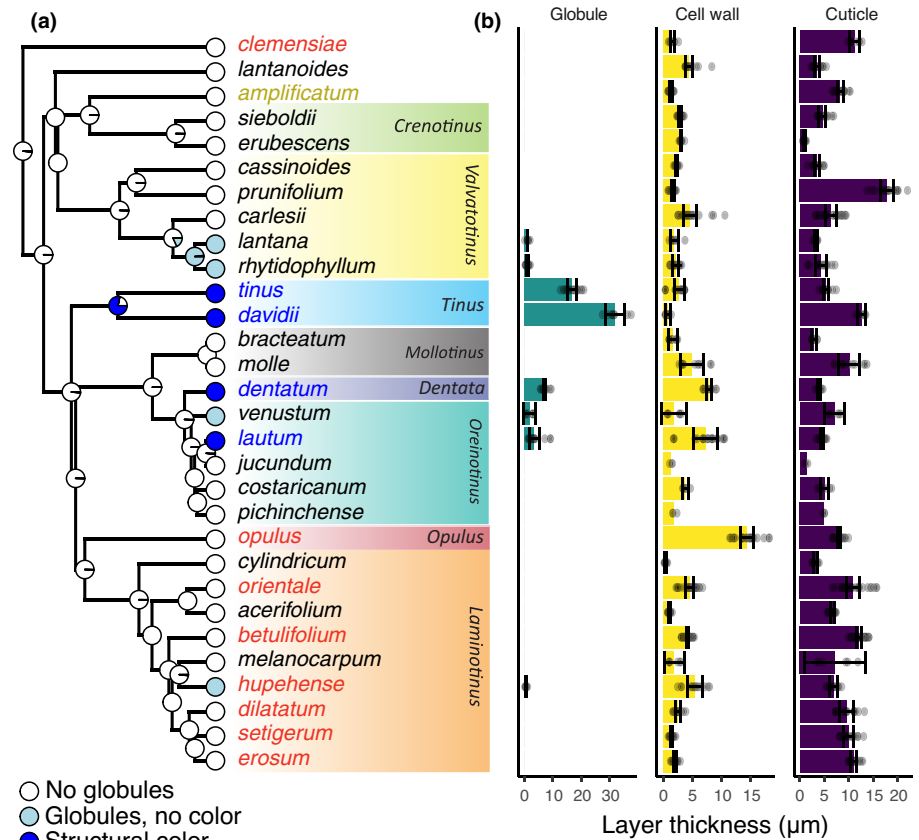 (a)
(b)
Globule
Cell wall
Cuticle
clemensiae
lantanoides
amplificatum
sieboldii
erubescens
Crenotinus
cassinoides
prunifolium
carlesii
lantana
rhytidophyllum
Valvatotinus
tinus
davidii
Tinus
bracteatum
molle
Mollotinus
dentatum
Dentata
venustum
lautum
jucundum
costaricanum
pichinchense
Oreinotinus
opulus
Opulus
cylindricum
orientale
acerifolium
betulifolium
melanocarpum
hupehense
dilatatum
setigerum
erosum
Laminotinus
0 10 20 30
0 5 10 15
0 5 10 15 20
Layer thickness (μm)
No globules
Globules, no color
Structural color